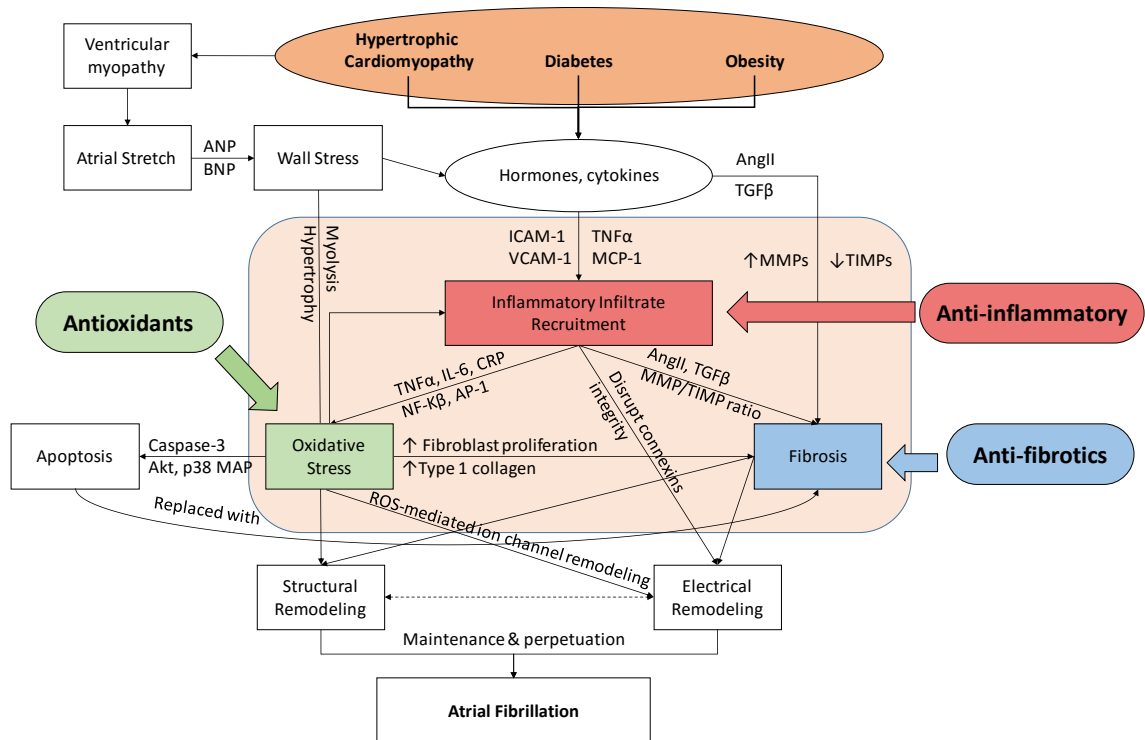 Ventricular
myopathy
Hypertrophic
Cardiomyopathy
Diabetes
Obesity
Atrial Stretch
ANP
BNP
Wall Stress
Hormones, cytokines
AngII
TGFβ
Myolysis
Hypertrophy
ICAM-1
VCAM-1
TNFα
MCP-1
↑MMPs
↓TIMPs
Inflammatory Infiltrate
Recruitment
Antioxidants
Anti-inflammatory
TNFα, IL-6, CRP
NF-Kβ, AP-1
Disrupt connexins
integrity
AngII, TGFβ
MMP/TIMP ratio
Apoptosis
Caspase-3
Akt, p38 MAP
Oxidative
Stress
↑ Fibroblast proliferation
↑Type 1 collagen
Fibrosis
Anti-fibrotics
Replaced with
ROS-mediated ion channel remodeling
Structural
Remodeling
Electrical
Remodeling
Maintenance & perpetuation
Atrial Fibrillation